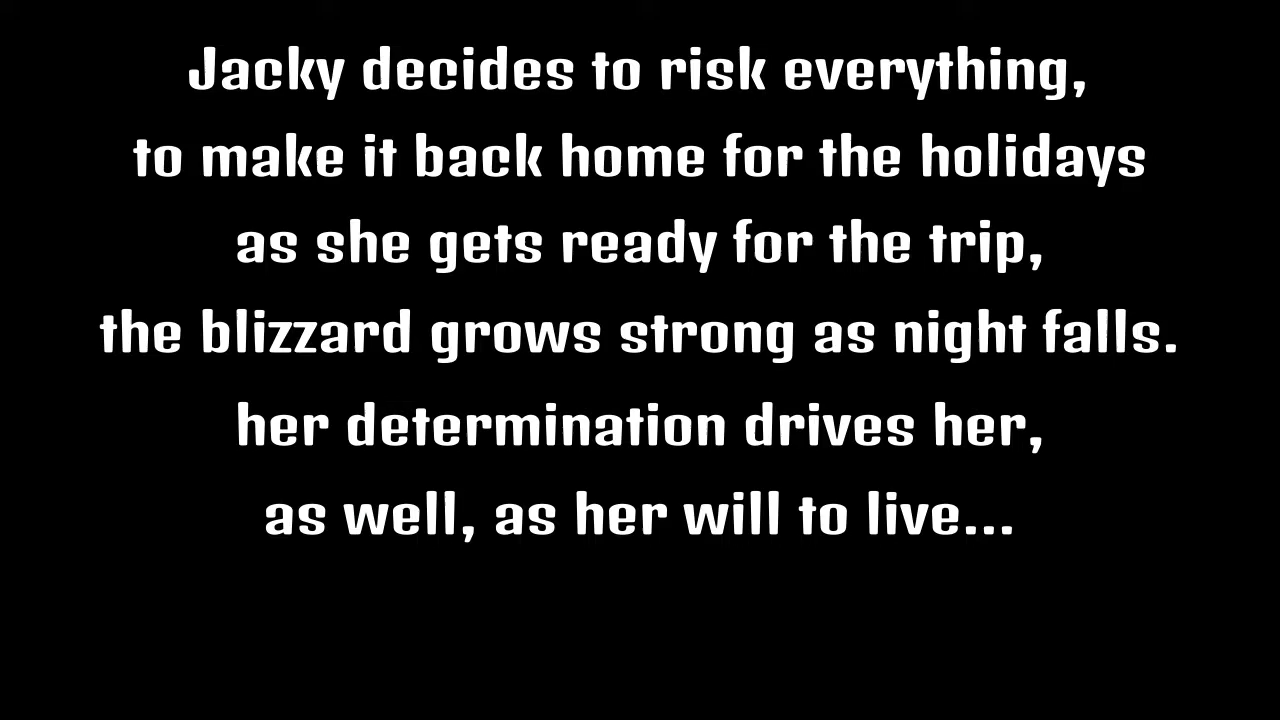 Jacky decides to risk everything,
to make it back home for the holidays
as she gets ready for the trip,
the blizzard grows strong as night falls.
her determination drives her,
as well, as her will to live...